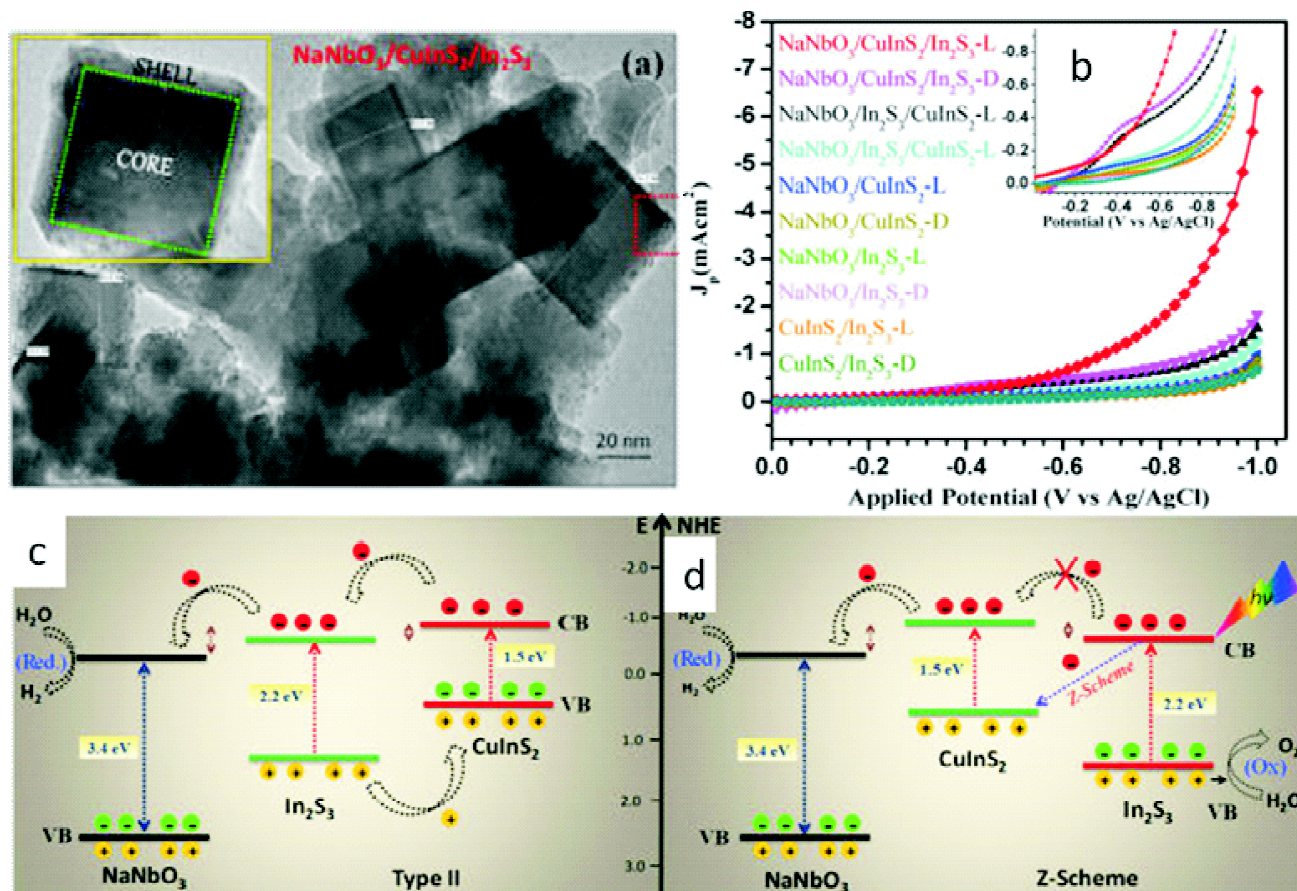 NaNbO₃/CuInS₂/In₂S₃
(a)
SHELL
CORE
20 nm
b
NaNbO₃/CuInS₂/In₂S₃-L
NaNbO₃/CuInS₂/In₂S₃-D
NaNbO₃/In₂S₃/CuInS₂-L
NaNbO₃/In₂S₃/CuInS₂-L
NaNbO₃/CuInS₂-L
NaNbO₃/CuInS₂-D
NaNbO₃/In₂S₃-L
NaNbO₃/In₂S₃-D
CuInS₂/In₂S₃-L
CuInS₂/In₂S₃-D
Jₚ(mAcm²)
-8
-7
-6
-5
-4
-3
-2
-1
0
0.0 -0.2 -0.4 -0.6 -0.8 -1.0
Applied Potential (V vs Ag/AgCl)
-0.8
-0.6
-0.4
-0.2
0.0
-0.2 -0.4 -0.6 -0.8
Potential (V vs Ag/AgCl)
c
H₂O
(Red.)
H₂
3.4 eV
VB
NaNbO₃
2.2 eV
In₂S₃
CB
1.5 eV
VB
CuInS₂
Type II
E NHE
-2.0
-1.0
0.0
1.0
2.0
3.0
d
H₂O
(Red)
H₂
3.4 eV
VB
NaNbO₃
1.5 eV
CuInS₂
Z-Scheme
hν
CB
2.2 eV
In₂S₃
VB
O₂
(Ox)
H₂O
Z-Scheme